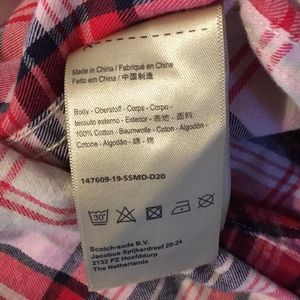 Made in China / Fabriqué en Chine
Feito em China / 中国制造
Body - Oberstoff - Corps - Corpo -
tessuto esterno - Exterior - 表地 - 面料:
100% Cotton - Baumwolle - Coton -
Cotone - Algodão - 綿 - 棉
147609-19-SSMD-D20
30°
Scotch-soda B.V.
Jacobus Spijkerdreef 20-24
2132 PZ Hoofddorp
The Netherlands